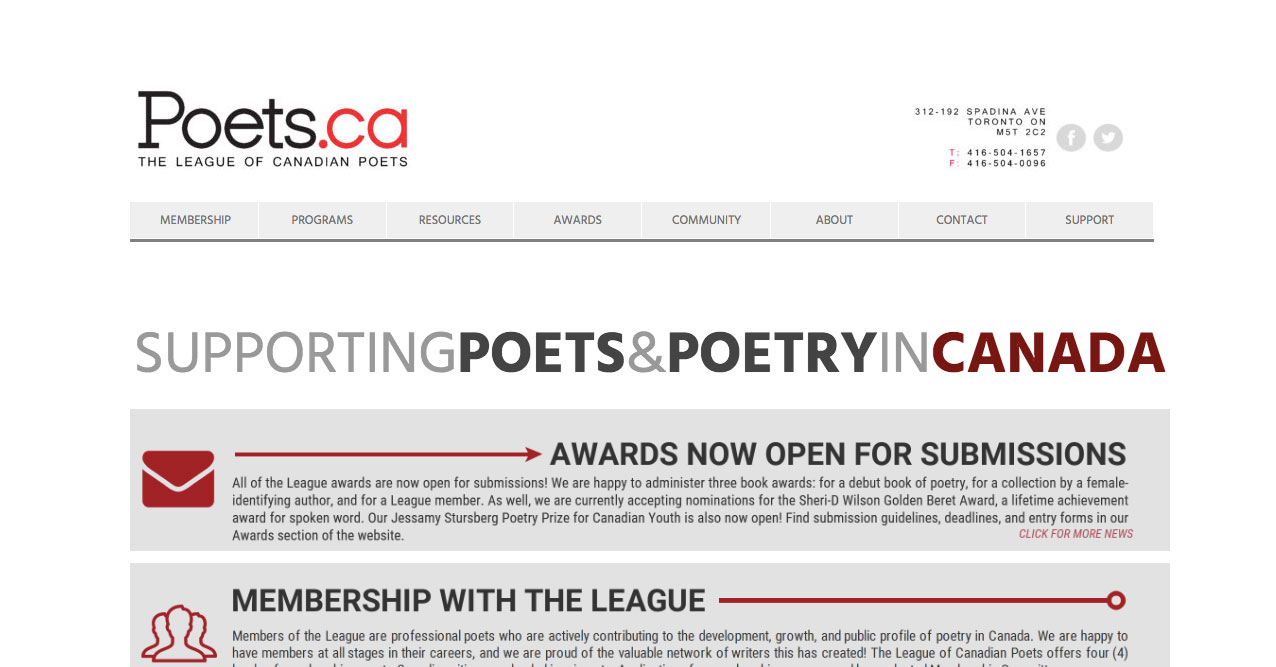 Poets.ca
THE LEAGUE OF CANADIAN POETS
312-192 SPADINA AVE
TORONTO ON
M5T 2C2
T: 416-504-1657
F: 416-504-0096
MEMBERSHIP PROGRAMS RESOURCES AWARDS COMMUNITY ABOUT CONTACT SUPPORT
SUPPORTINGPOETS&POETRYINCANADA
AWARDS NOW OPEN FOR SUBMISSIONS
All of the League awards are now open for submissions! We are happy to administer three book awards: for a debut book of poetry, for a collection by a female-
identifying author, and for a League member. As well, we are currently accepting nominations for the Sheri-D Wilson Golden Beret Award, a lifetime achievement
award for spoken word. Our Jessamy Stursberg Poetry Prize for Canadian Youth is also now open! Find submission guidelines, deadlines, and entry forms in our
Awards section of the website.
CLICK FOR MORE NEWS
MEMBERSHIP WITH THE LEAGUE
Members of the League are professional poets who are actively contributing to the development, growth, and public profile of poetry in Canada. We are happy to
have members at all stages in their careers, and we are proud of the valuable network of writers this has created! The League of Canadian Poets offers four (4)